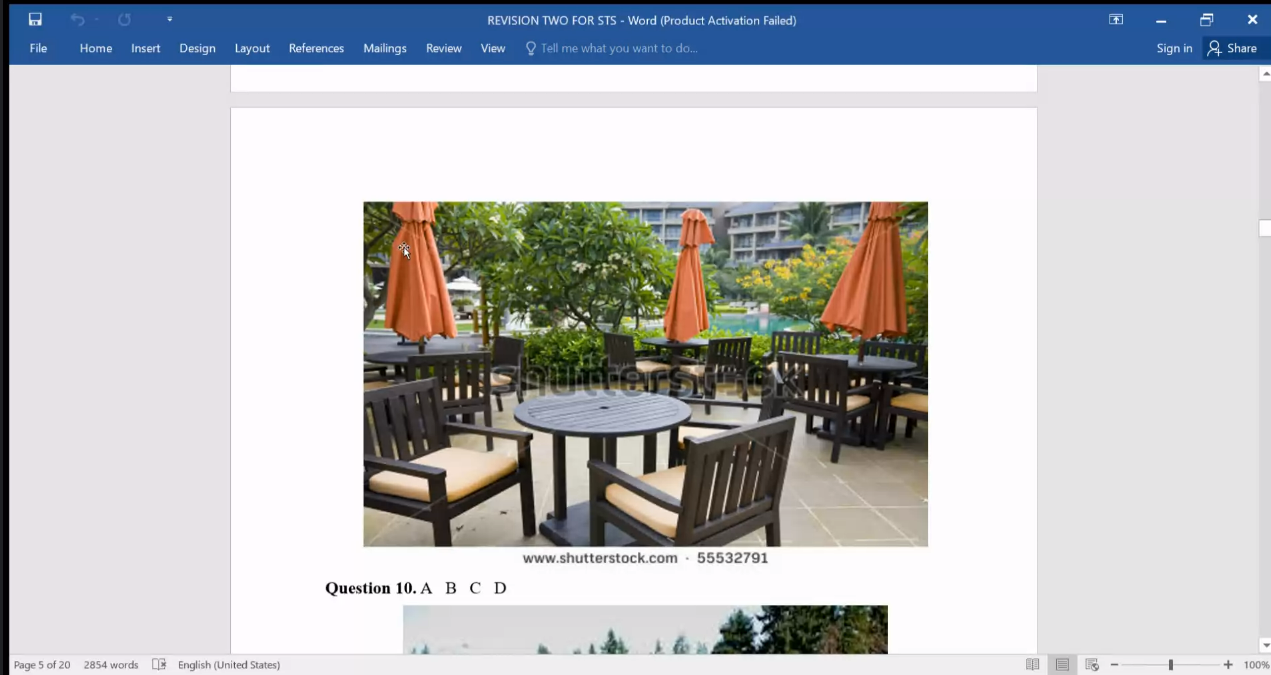 REVISION TWO FOR STS - Word (Product Activation Failed)
File Home Insert Design Layout References Mailings Review View Tell me what you want to do... Sign in Share
shutterstock
www.shutterstock.com · 55532791
Question 10. A B C D
Page 5 of 20 2854 words English (United States) 100%